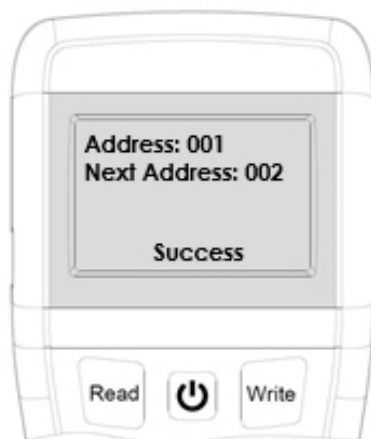 Address: 001
Next Address: 002
Success
Read
Write